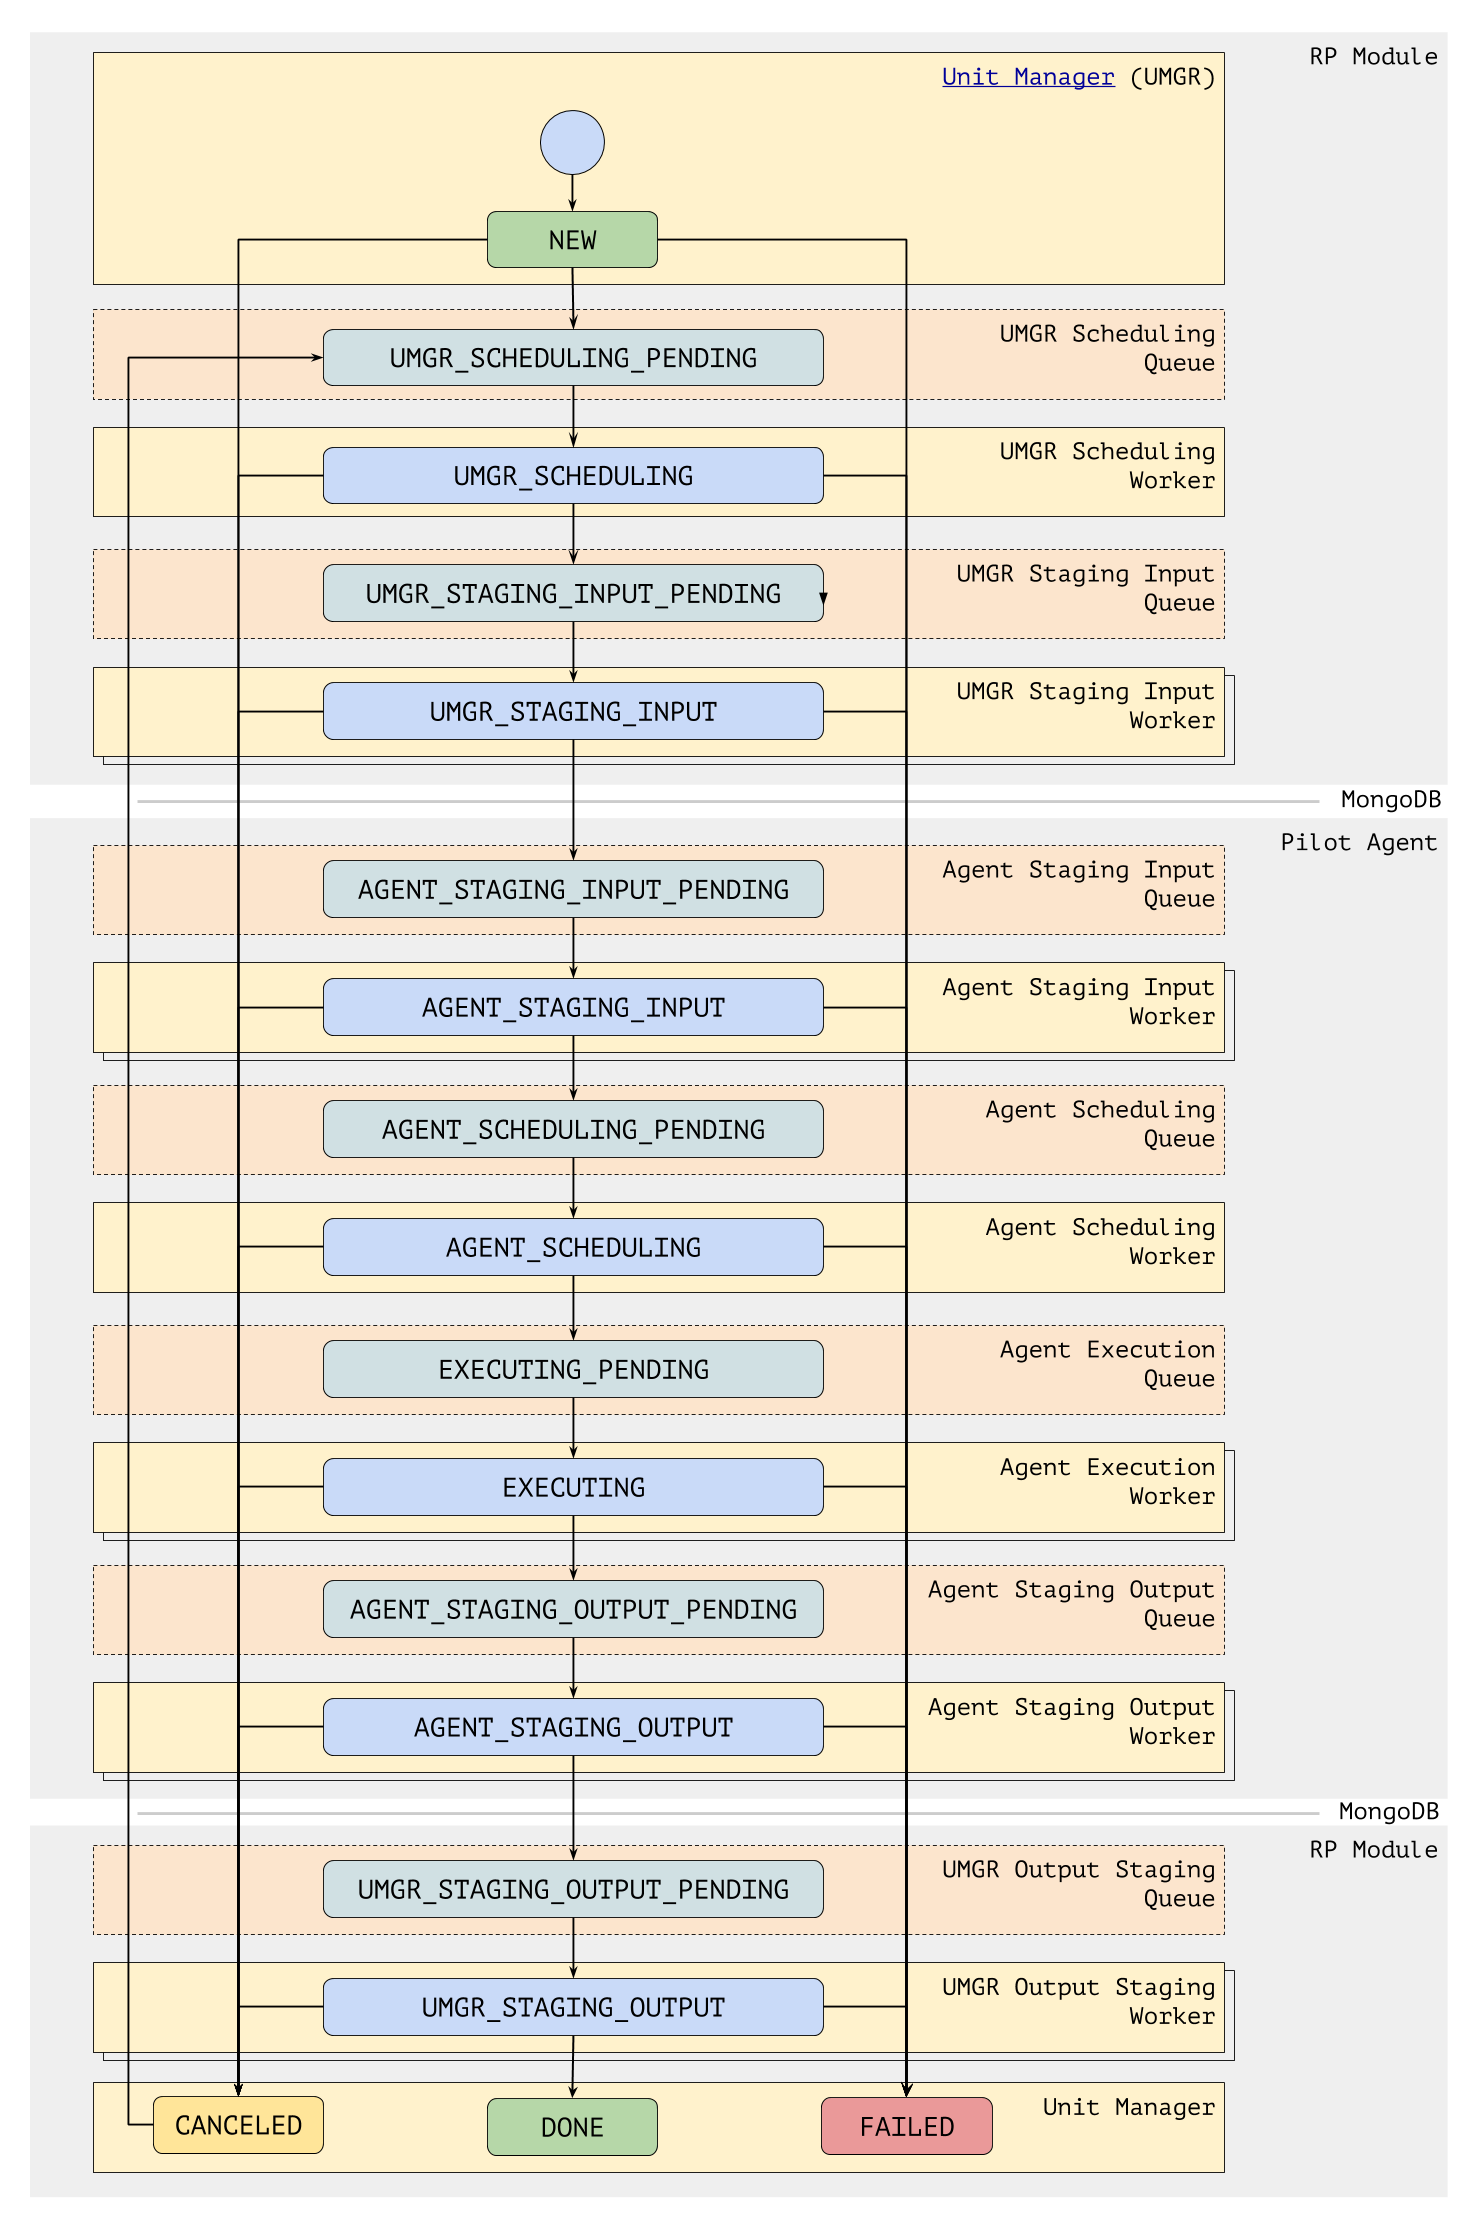 RP Module
Unit Manager (UMGR)
NEW
UMGR Scheduling
Queue
UMGR_SCHEDULING_PENDING
UMGR Scheduling
Worker
UMGR_SCHEDULING
UMGR Staging Input
Queue
UMGR_STAGING_INPUT_PENDING
UMGR Staging Input
Worker
UMGR_STAGING_INPUT
MongoDB
Pilot Agent
Agent Staging Input
Queue
AGENT_STAGING_INPUT_PENDING
Agent Staging Input
Worker
AGENT_STAGING_INPUT
Agent Scheduling
Queue
AGENT_SCHEDULING_PENDING
Agent Scheduling
Worker
AGENT_SCHEDULING
Agent Execution
Queue
EXECUTING_PENDING
Agent Execution
Worker
EXECUTING
Agent Staging Output
Queue
AGENT_STAGING_OUTPUT_PENDING
Agent Staging Output
Worker
AGENT_STAGING_OUTPUT
MongoDB
RP Module
UMGR Output Staging
Queue
UMGR_STAGING_OUTPUT_PENDING
UMGR Output Staging
Worker
UMGR_STAGING_OUTPUT
Unit Manager
CANCELED
DONE
FAILED